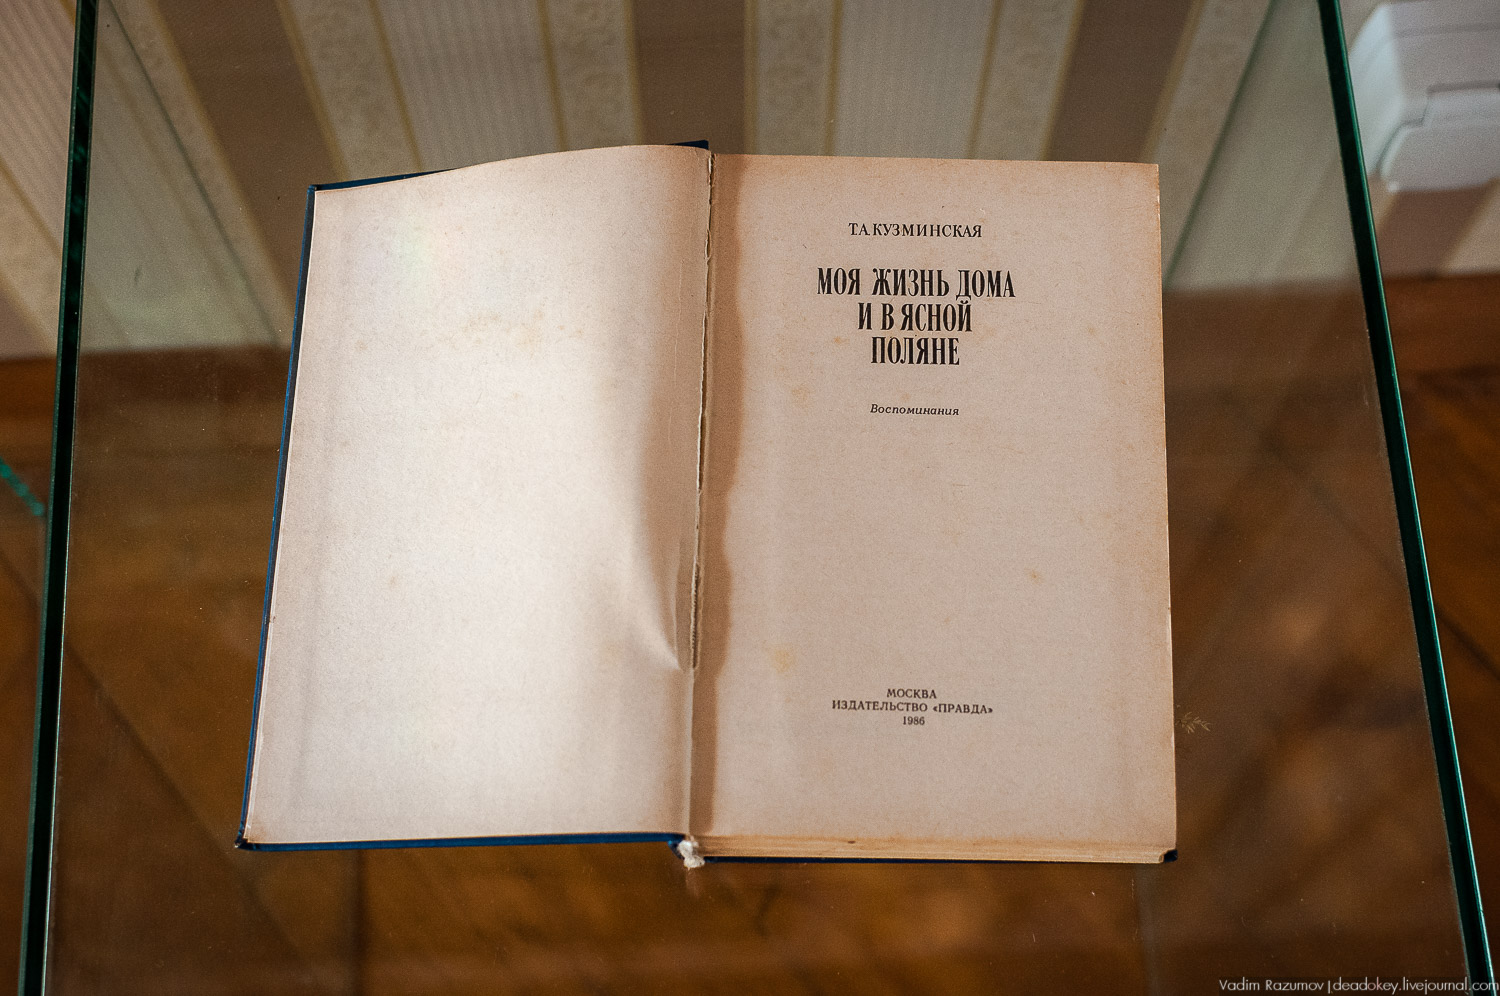 Т.А. КУЗМИНСКАЯ
МОЯ ЖИЗНЬ ДОМА
И В ЯСНОЙ
ПОЛЯНЕ
Воспоминания
МОСКВА
ИЗДАТЕЛЬСТВО «ПРАВДА»
1986
Vadim Razumov | deadokey.livejournal.com